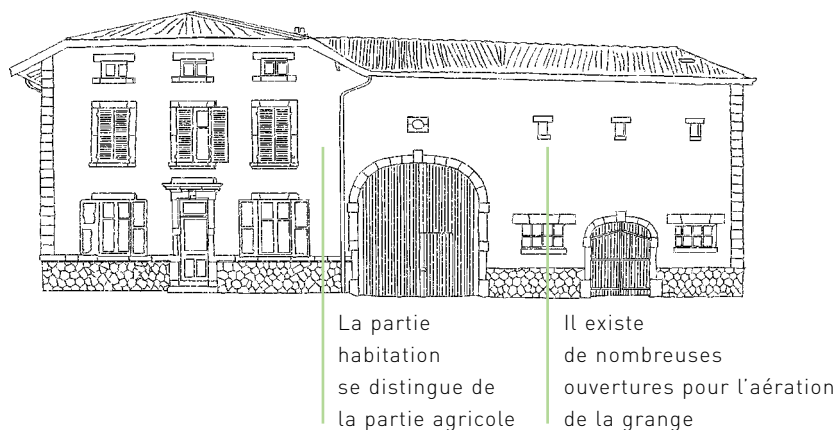 La partie
habitation
se distingue de
la partie agricole
Il existe
de nombreuses
ouvertures pour l'aération
de la grange